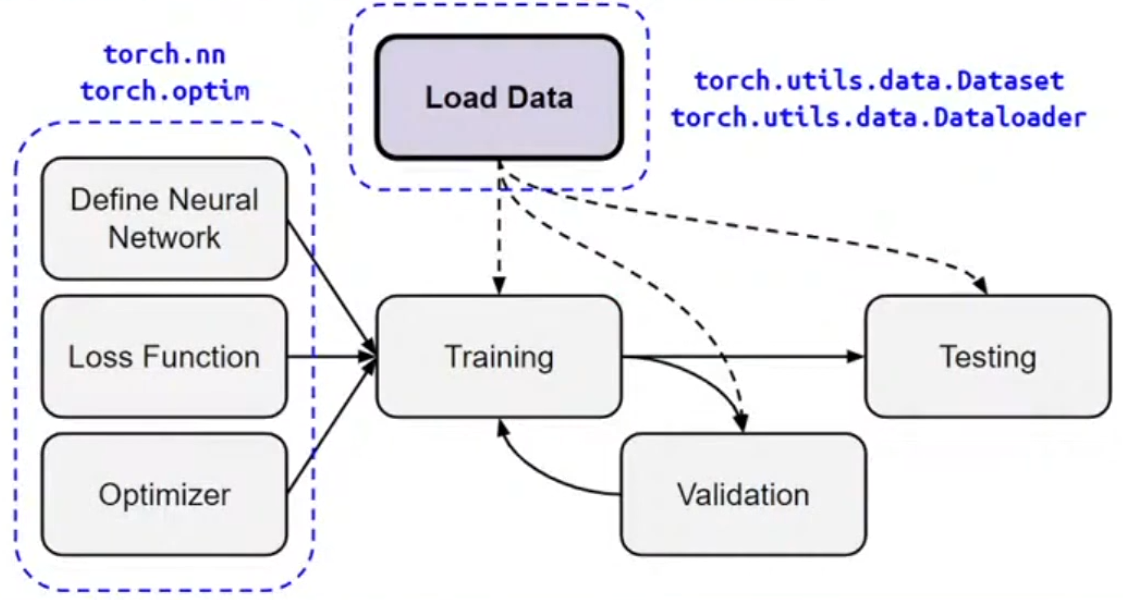 torch.nn
torch.optim
Load Data
torch.utils.data.Dataset
torch.utils.data.Dataloader
Define Neural
Network
Loss Function
Optimizer
Training
Testing
Validation